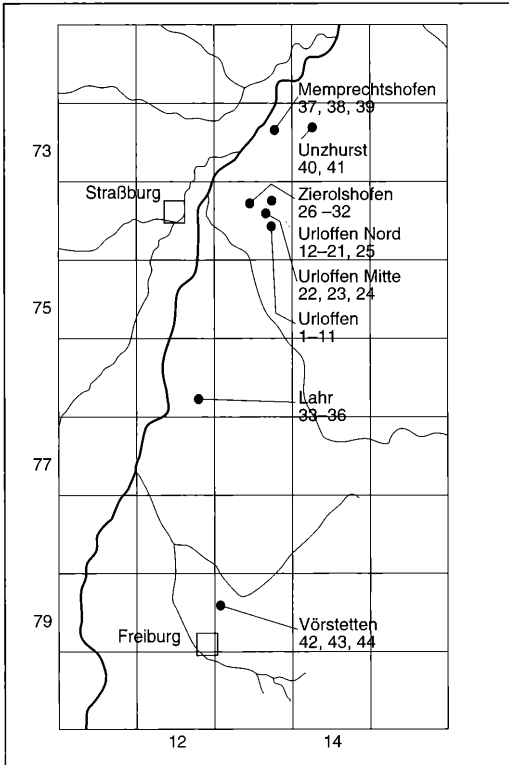 Memprechtshofen
37, 38, 39
73
Unzhurst
40, 41
Straßburg
Zierolshofen
26 –32
Urloffen Nord
12–21, 25
Urloffen Mitte
22, 23, 24
75
Urloffen
1–11
Lahr
33–36
77
79
Freiburg
Vörstetten
42, 43, 44
12
14